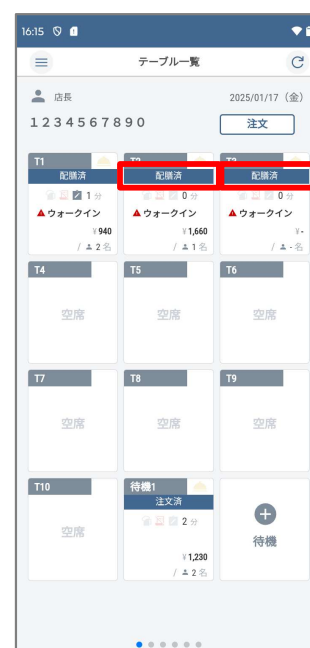 16:15
テーブル一覧
店長
2025/01/17（金）
1234567890
注文
T1 T2 T3
配膳済 配膳済 配膳済
1 分 0 分 0 分
ウォークイン ウォークイン ウォークイン
¥940 ¥1,660 ¥-
/ 2 名 / 1 名 / - 名
T4 T5 T6
空席 空席 空席
T7 T8 T9
空席 空席 空席
T10 待機1
注文済
2 分
空席 待機
¥1,230
/ 2 名